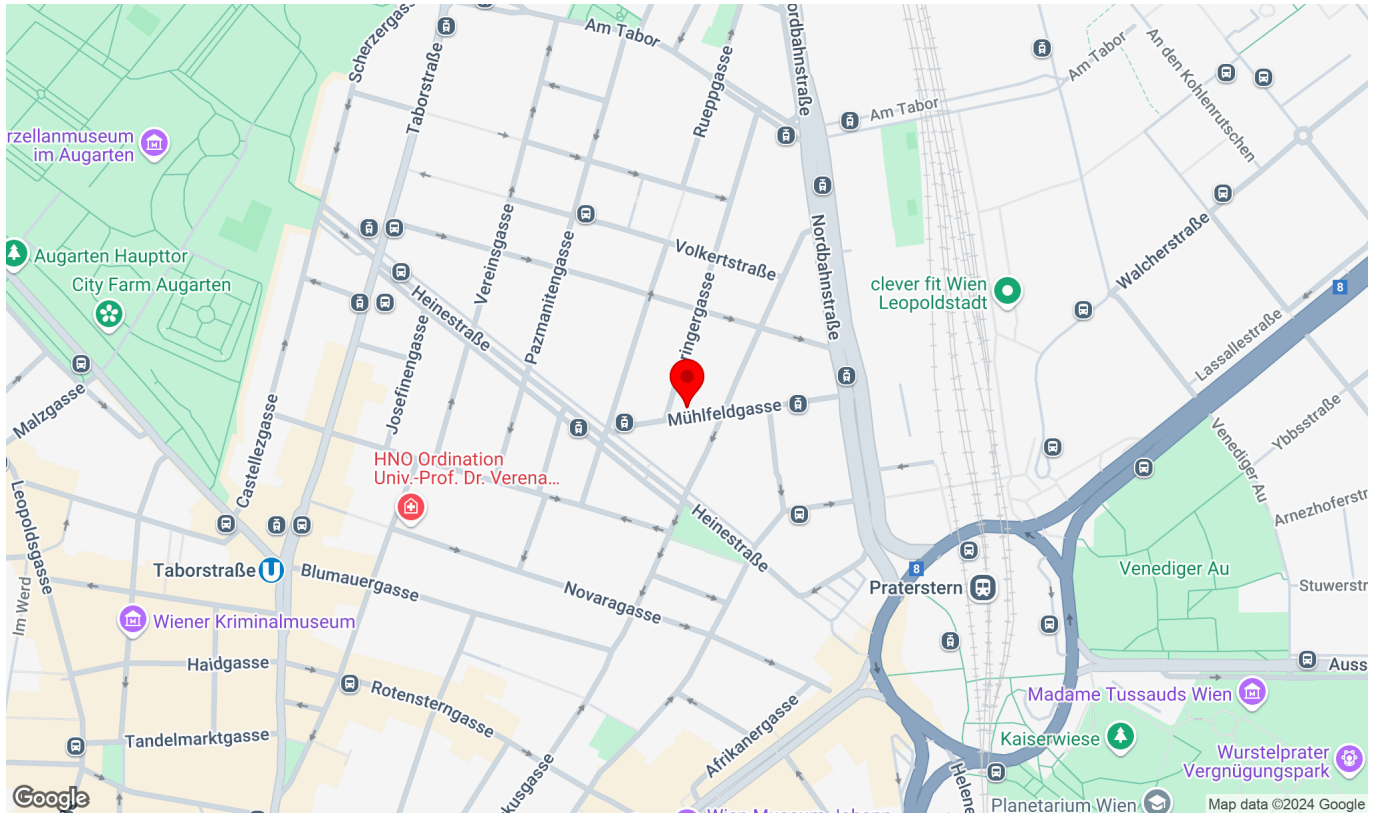 Am Tabor
Nordbahnstraße
Scherzergasse
Taborstraße
Rueppgasse
Am Tabor
An den Kohlenrutschen
Am Tabor
rzellanmuseum
im Augarten
Augarten Haupttor
City Farm Augarten
Vereinsgasse
Pazmanitengasse
Volkertstraße
Nordbahnstraße
Walcherstraße
clever fit Wien
Leopoldstadt
8
Heinestraße
ringergasse
Lassallestraße
Josefinengasse
Malzgasse
Mühlfeldgasse
Castellezgasse
Ybbsstraße
Venediger Au
HNO Ordination
Univ.-Prof. Dr. Verena...
Leopoldsgasse
Arnezhoferstr
Heinestraße
Taborstraße
U
Blumauergasse
8
Venediger Au
Praterstern
Novaragasse
Stuwerstr
Im Werd
Wiener Kriminalmuseum
Haidgasse
Auss
Rotensterngasse
Madame Tussauds Wien
Afrikanergasse
Kaiserwiese
Tandelmarktgasse
Wurstelprater
Vergnügungspark
kusgasse
Helene
Planetarium Wien
Google
Map data ©2024 Google